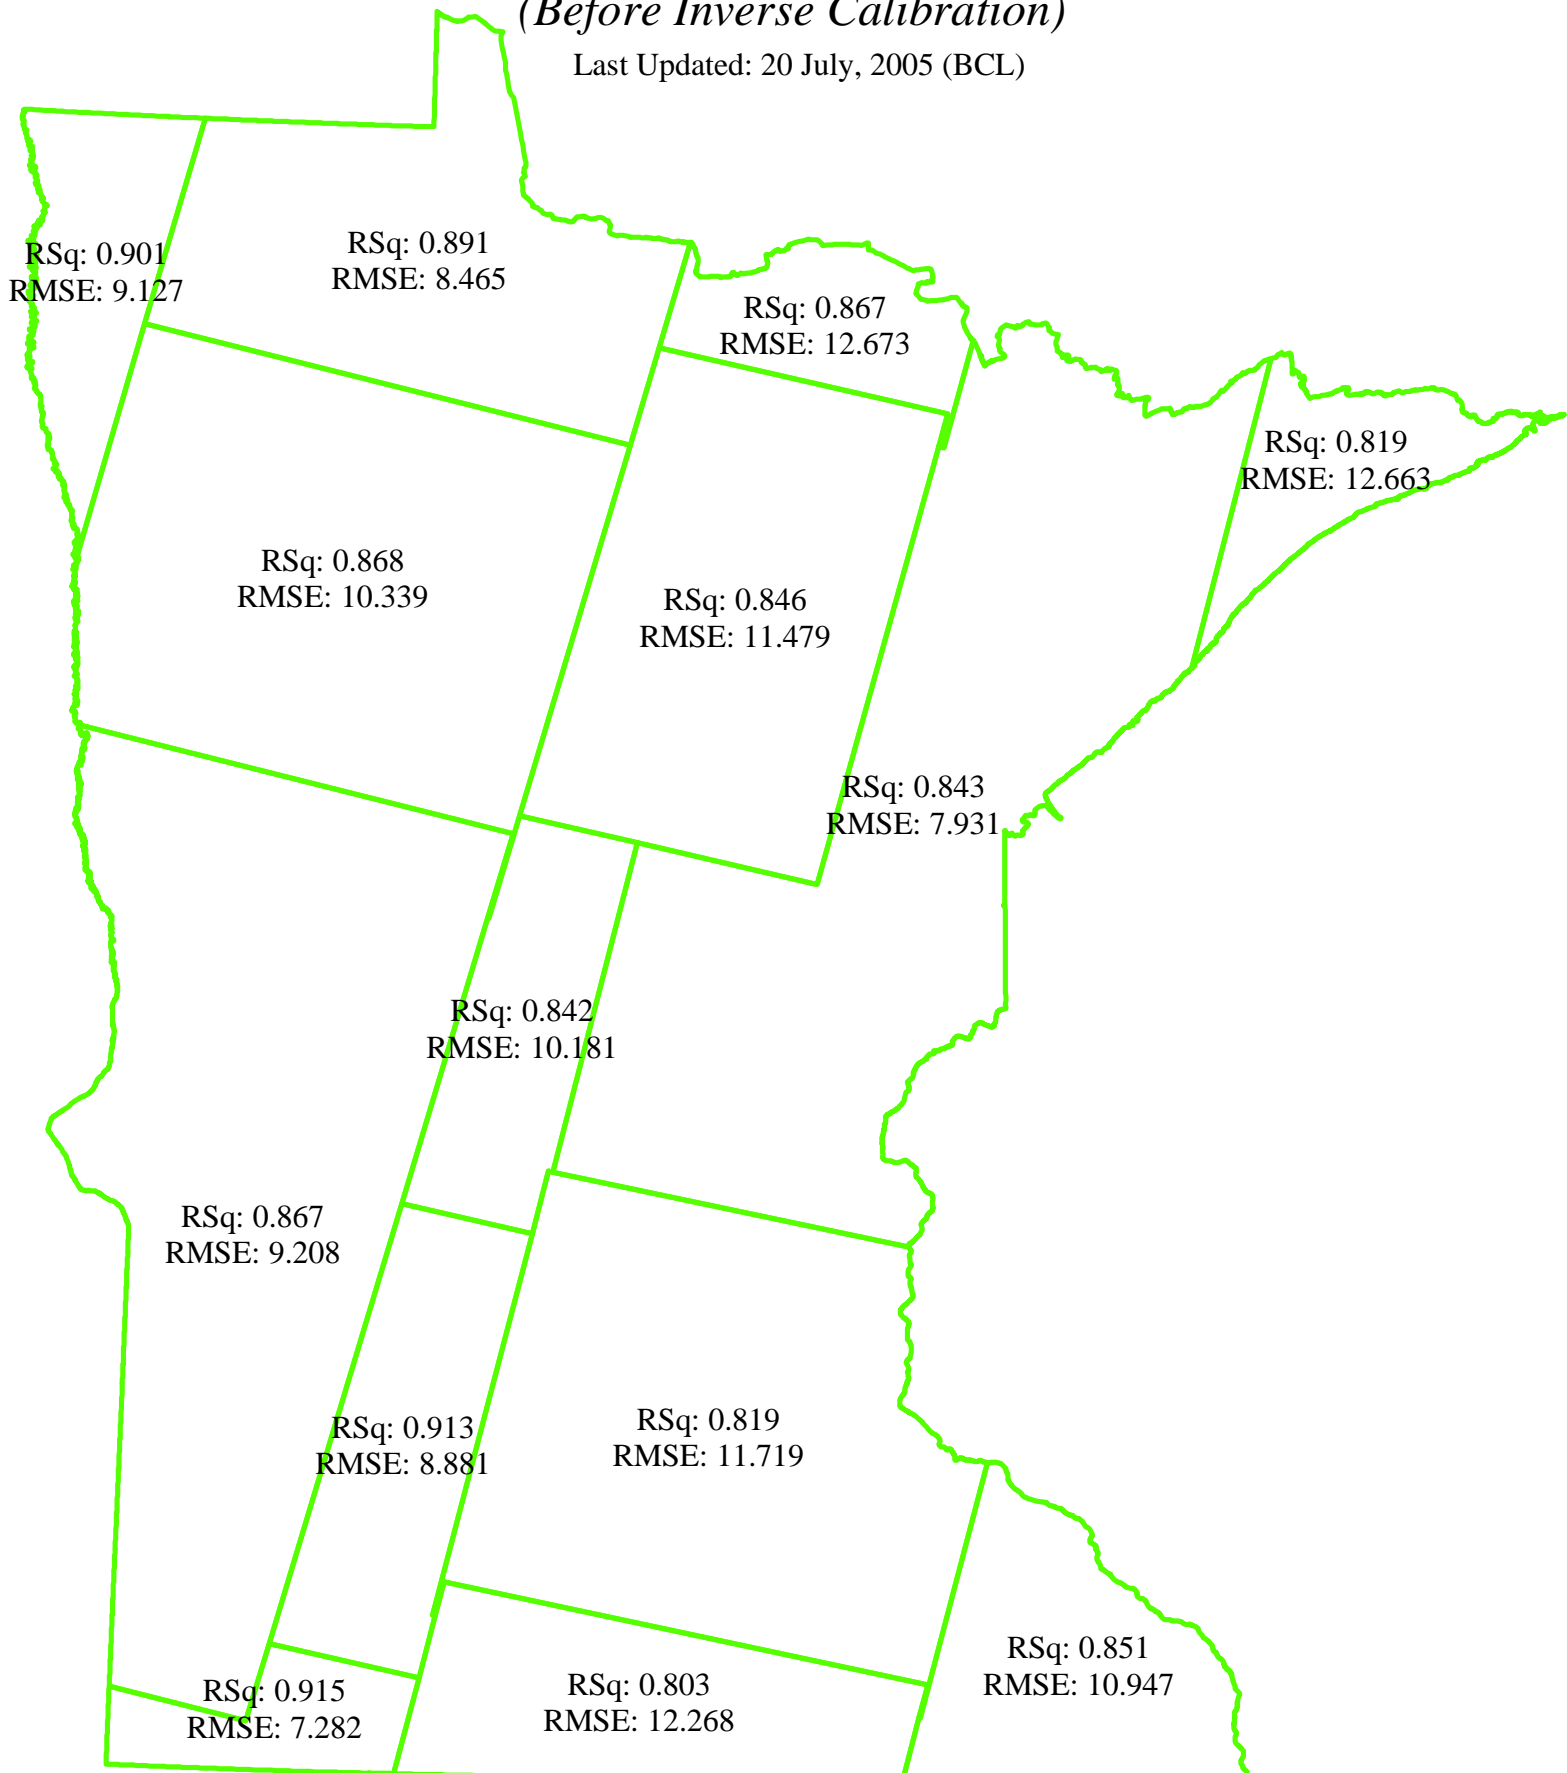 (Before Inverse Calibration)
Last Updated: 20 July, 2005 (BCL)
RSq: 0.901
RMSE: 9.127
RSq: 0.891
RMSE: 8.465
RSq: 0.867
RMSE: 12.673
RSq: 0.819
RMSE: 12.663
RSq: 0.868
RMSE: 10.339
RSq: 0.846
RMSE: 11.479
RSq: 0.843
RMSE: 7.931
RSq: 0.842
RMSE: 10.181
RSq: 0.867
RMSE: 9.208
RSq: 0.913
RMSE: 8.881
RSq: 0.819
RMSE: 11.719
RSq: 0.915
RMSE: 7.282
RSq: 0.803
RMSE: 12.268
RSq: 0.851
RMSE: 10.947